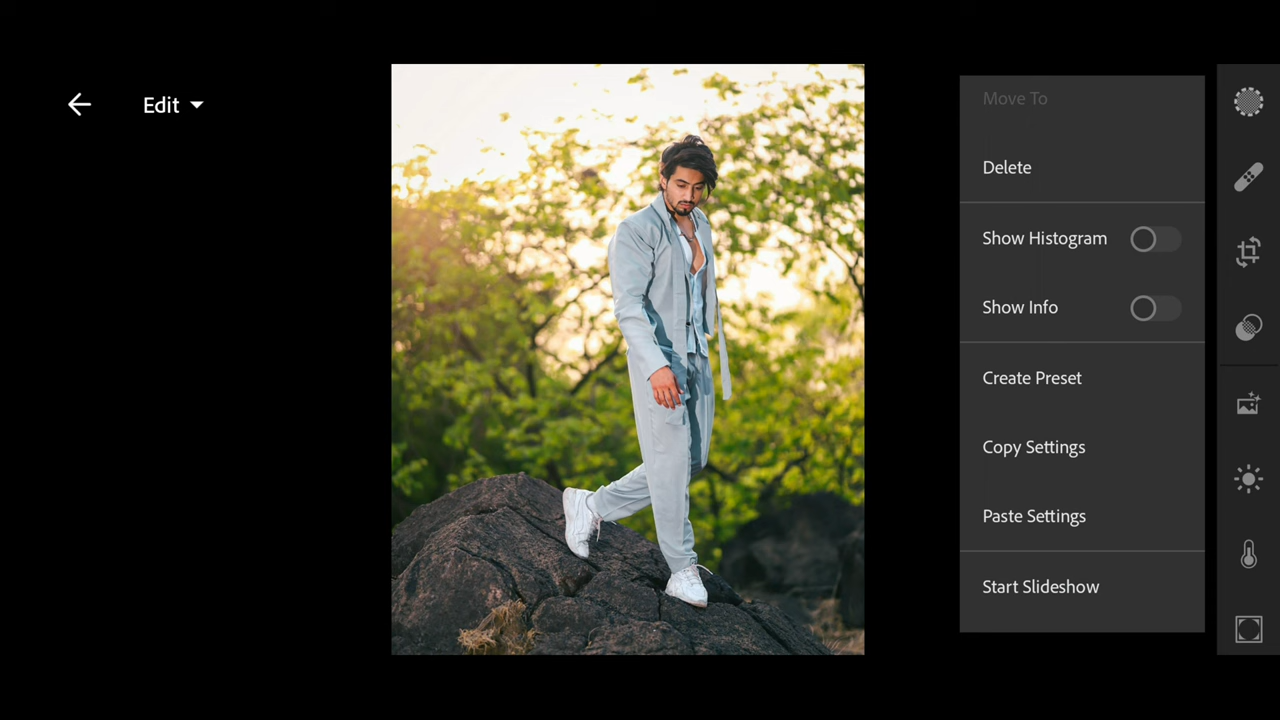 Edit
Move To
Delete
Show Histogram
Show Info
Create Preset
Copy Settings
Paste Settings
Start Slideshow